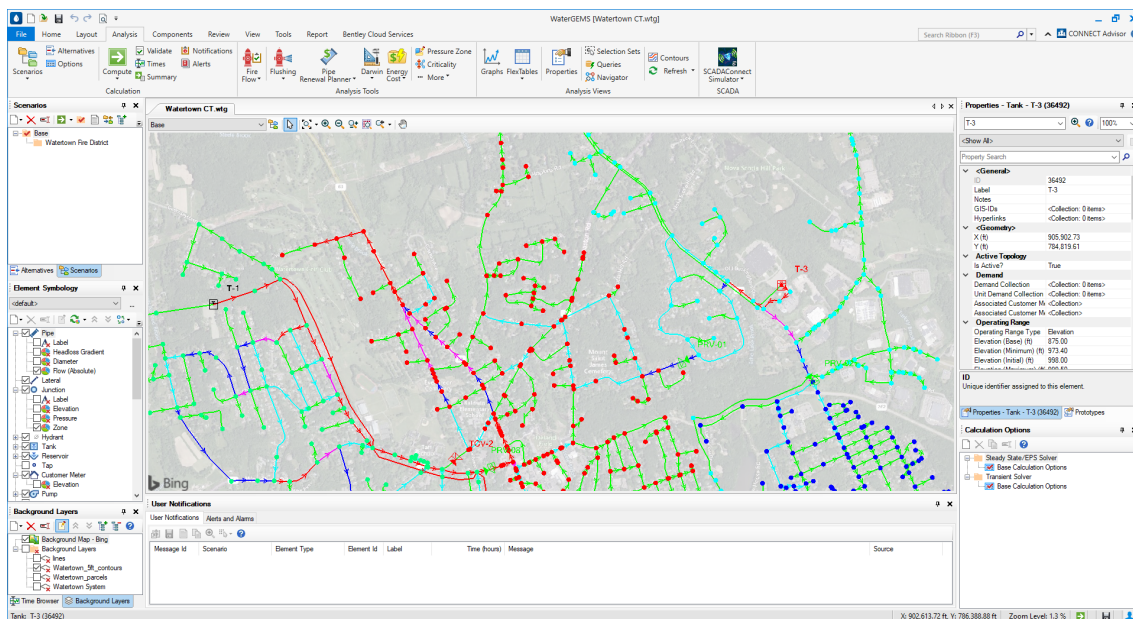 WaterGEMS [Watertown CT.wtg]
File Home Layout Analysis Components Review View Tools Report Bentley Cloud Services
Search Ribbon (F3)
CONNECT Advisor
Scenarios
Alternatives
Options
Compute
Validate
Times
Summary
Notifications
Alerts
Calculation
Fire Flow
Flushing
Pipe Renewal Planner
Darwin
Energy Cost
Pressure Zone
Criticality
More
Analysis Tools
Graphs
FlexTables
Properties
Selection Sets
Queries
Navigator
Contours
Refresh
Analysis Views
SCADAConnect Simulator
SCADA
Scenarios
Base
Watertown Fire District
Alternatives Scenarios
Element Symbology
<default>
Pipe
Label
Headloss Gradient
Diameter
Flow (Absolute)
Lateral
Junction
Label
Elevation
Pressure
Zone
Hydrant
Tank
Reservoir
Tap
Customer Meter
Elevation
Pump
Background Layers
Background Map - Bing
Background Layers
lines
Watertown_5ft_contours
Watertown_parcels
Watertown System
Time Browser Background Layers
Watertown CT.wtg
Base
T-1
T-3
PRV-01
TCV-2
Bing
User Notifications
User Notifications Alerts and Alarms
Message Id Scenario Element Type Element Id Label Time (hours) Message Source
Properties - Tank - T-3 (36492)
T-3
100%
<Show All>
Property Search
<General>
ID 36492
Label T-3
Notes
GIS-IDs <Collection: 0 items>
Hyperlinks <Collection: 0 items>
<Geometry>
X (ft) 905,902.73
Y (ft) 784,819.61
Active Topology
Is Active? True
Demand
Demand Collection <Collection: 0 items>
Unit Demand Collection <Collection: 0 items>
Associated Customer M <Collection>
Associated Customer M <Collection>
Operating Range
Operating Range Type Elevation
Elevation (Base) (ft) 875.00
Elevation (Minimum) (ft) 973.40
Elevation (Initial) (ft) 998.00
ID
Unique identifier assigned to this element.
Properties - Tank - T-3 (36492) Prototypes
Calculation Options
Steady State/EPS Solver
Base Calculation Options
Transient Solver
Base Calculation Options
Tank: T-3 (36492)
X: 902,613.72 ft, Y: 786,388.88 ft Zoom Level: 1.3 %